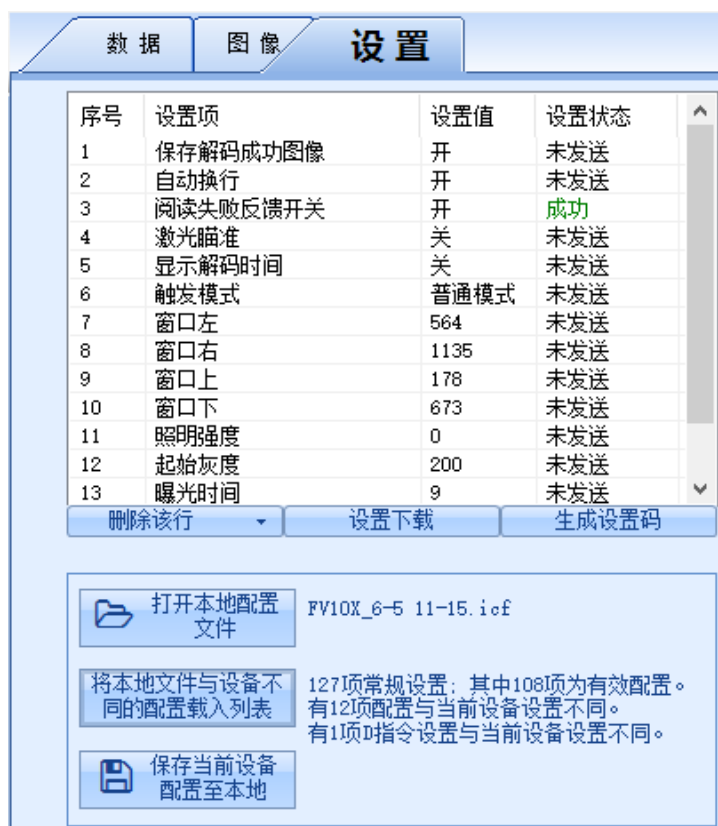 数 据 图 像 设 置
序号 设置项 设置值 设置状态
1 保存解码成功图像 开 未发送
2 自动换行 开 未发送
3 阅读失败反馈开关 开 成功
4 激光瞄准 关 未发送
5 显示解码时间 关 未发送
6 触发模式 普通模式 未发送
7 窗口左 564 未发送
8 窗口右 1135 未发送
9 窗口上 178 未发送
10 窗口下 673 未发送
11 照明强度 0 未发送
12 起始灰度 200 未发送
13 曝光时间 9 未发送
删除该行 设置下载 生成设置码
打开本地配置
文件
FV10X_6-5 11-15.icf
将本地文件与设备不
同的配置载入列表
127项常规设置;其中108项为有效配置。
有12项配置与当前设备设置不同。
有1项D指令设置与当前设备设置不同。
保存当前设备
配置至本地